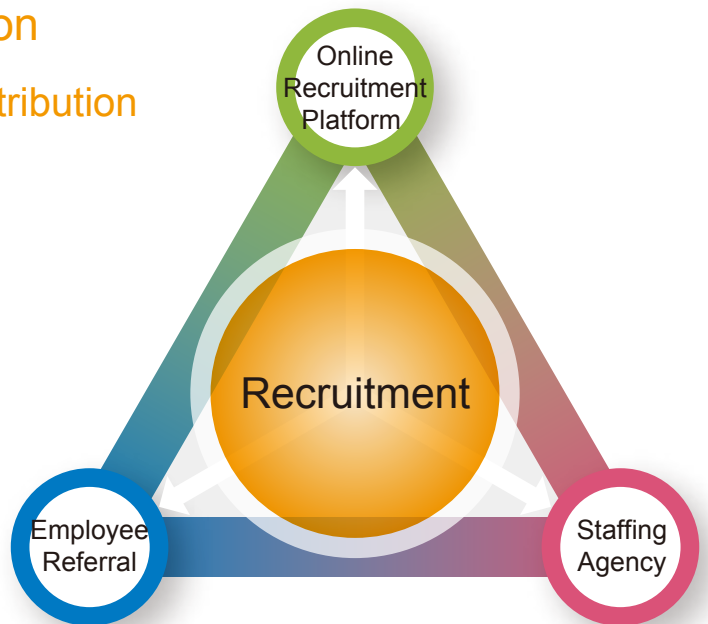 on
tribution
Online
Recruitment
Platform
Recruitment
Employee
Referral
Staffing
Agency